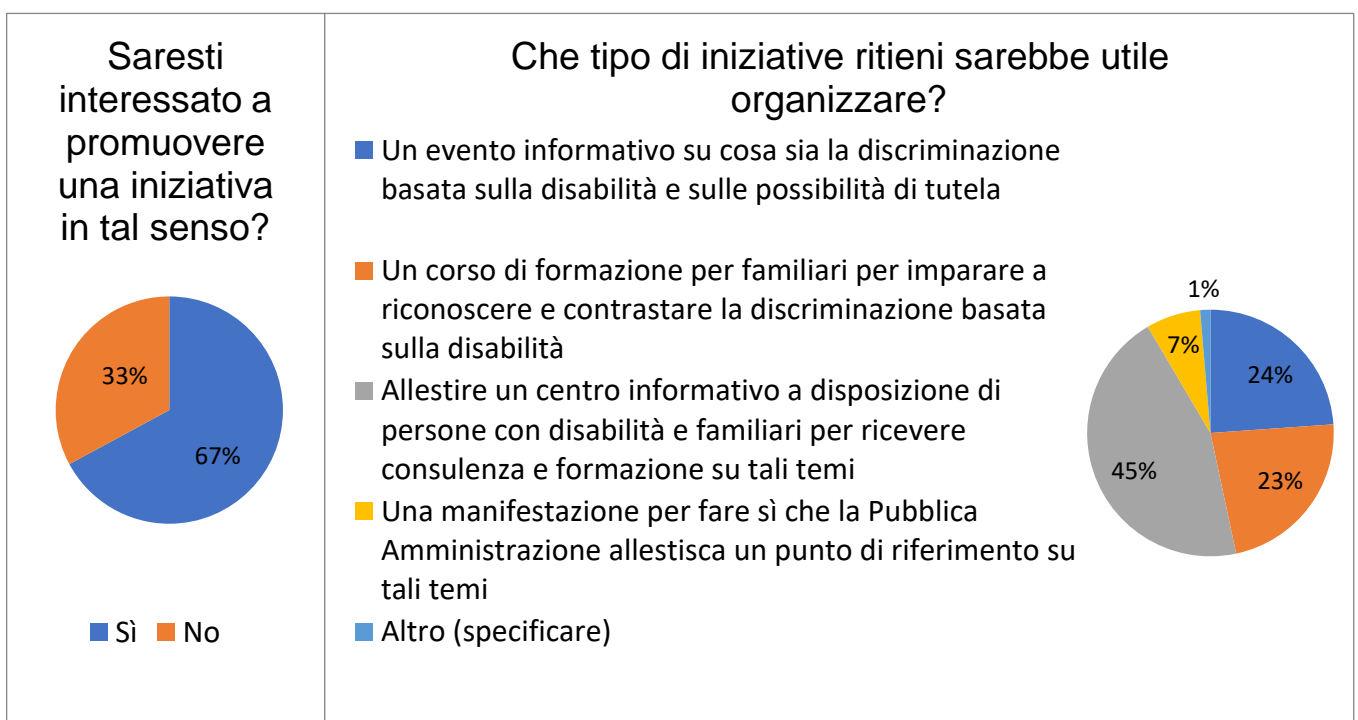 Saresti
interessato a
promuovere
una iniziativa
in tal senso?
33%
67%
Sì No
Che tipo di iniziative ritieni sarebbe utile
organizzare?
Un evento informativo su cosa sia la discriminazione
basata sulla disabilità e sulle possibilità di tutela
Un corso di formazione per familiari per imparare a
riconoscere e contrastare la discriminazione basata
sulla disabilità
Allestire un centro informativo a disposizione di
persone con disabilità e familiari per ricevere
consulenza e formazione su tali temi
Una manifestazione per fare sì che la Pubblica
Amministrazione allestisca un punto di riferimento su
tali temi
Altro (specificare)
1%
7%
24%
45%
23%